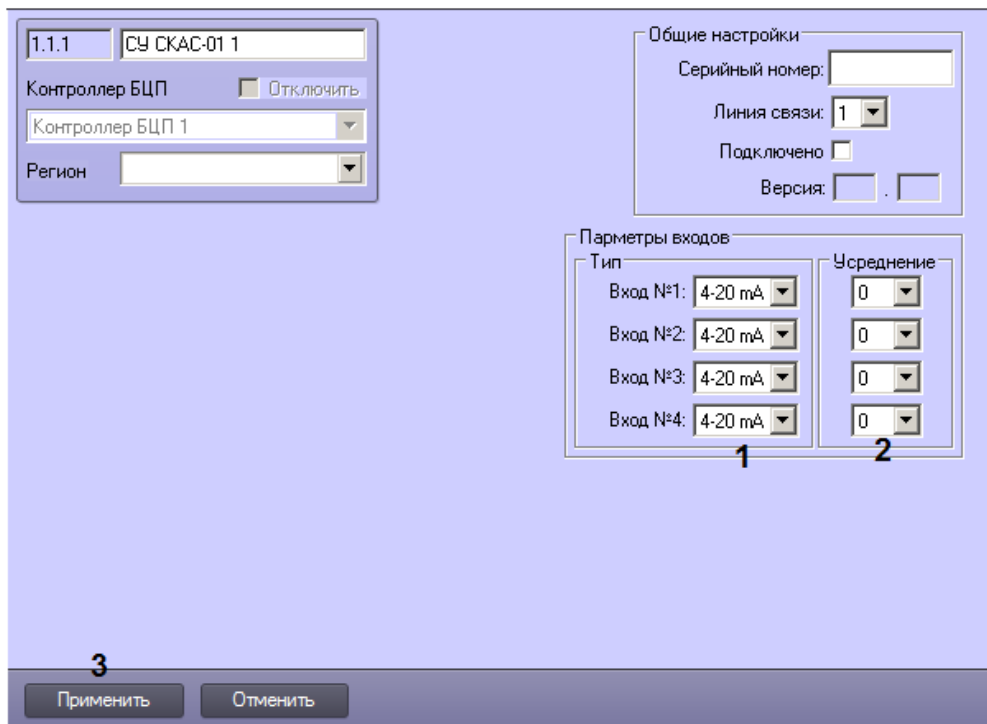 1.1.1 СУ СКАС-01 1
Контроллер БЦП Отключить
Контроллер БЦП 1
Регион
Общие настройки
Серийный номер:
Линия связи: 1
Подключено
Версия: .
Парметры входов
Тип Усреднение
Вход №1: 4-20 mA 0
Вход №2: 4-20 mA 0
Вход №3: 4-20 mA 0
Вход №4: 4-20 mA 0
1 2
3
Применить Отменить